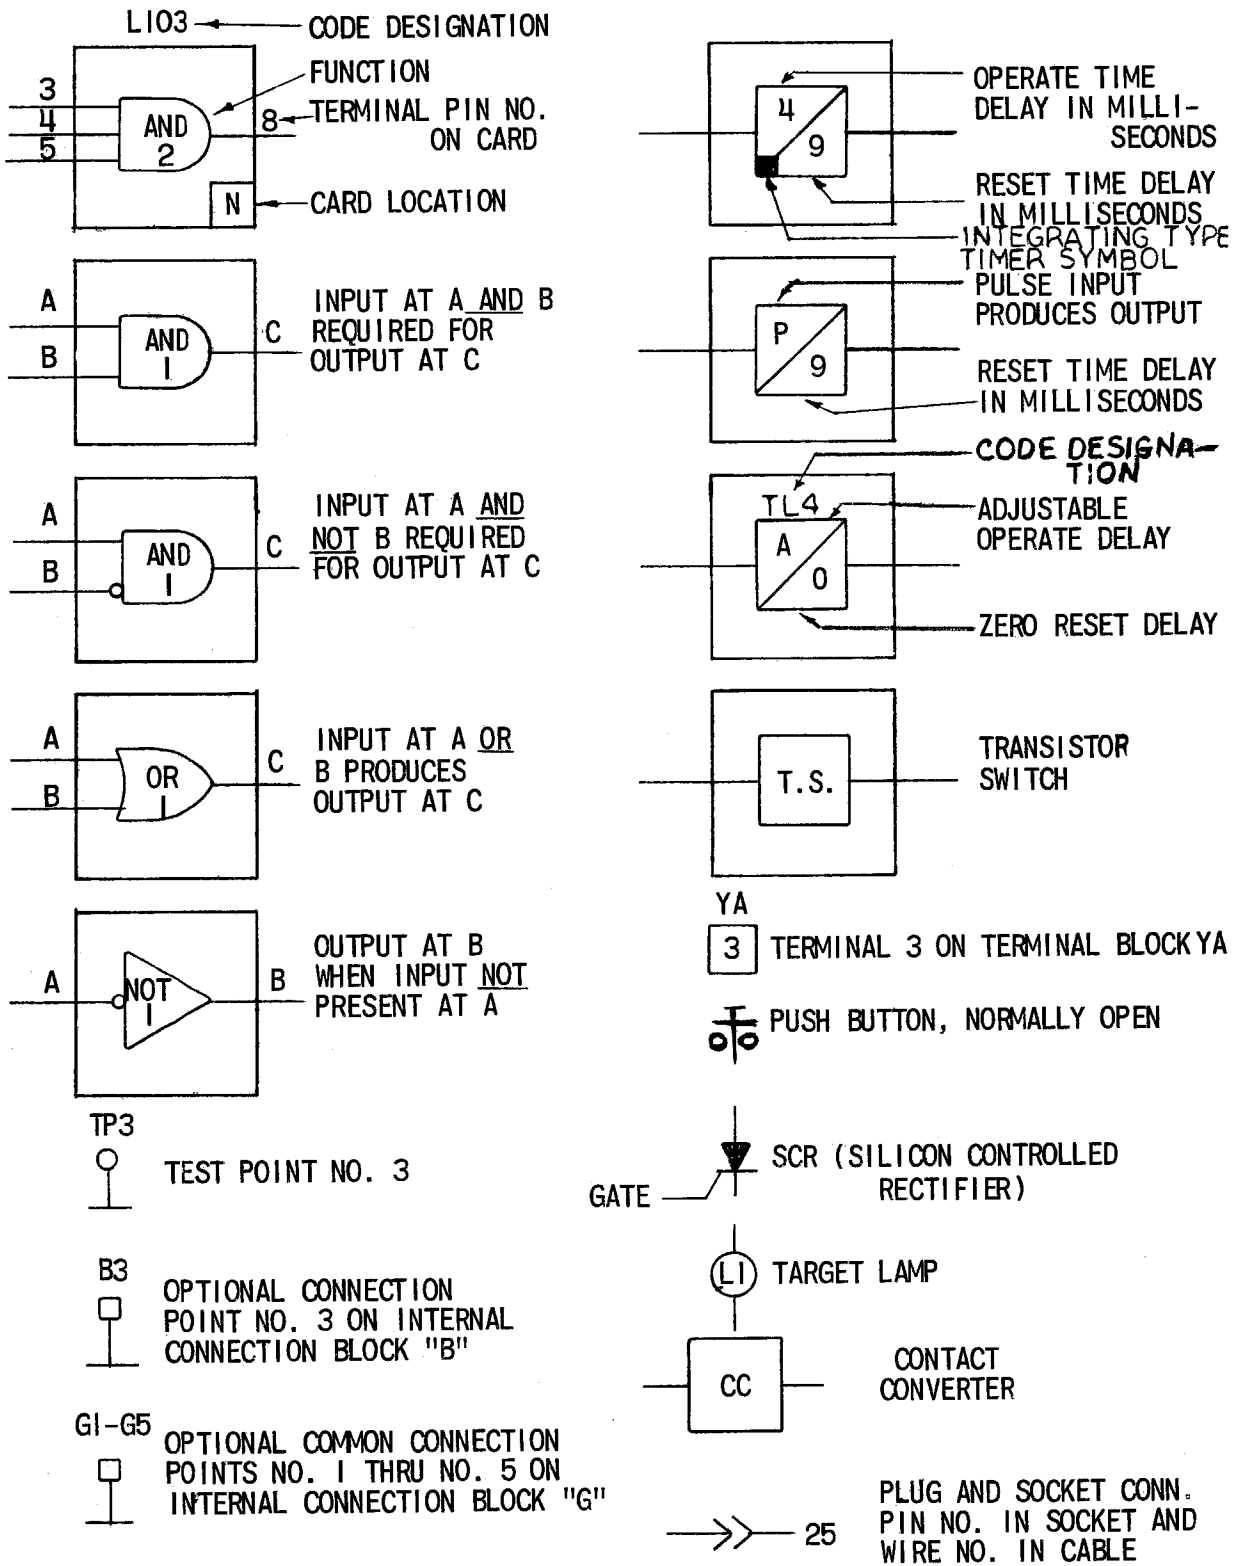 L103
CODE DESIGNATION
FUNCTION
3
4
5
AND
2
8
TERMINAL PIN NO.
ON CARD
N
CARD LOCATION
A
B
AND
1
C
INPUT AT A AND B
REQUIRED FOR
OUTPUT AT C
A
B
AND
1
C
INPUT AT A AND
NOT B REQUIRED
FOR OUTPUT AT C
A
B
OR
1
C
INPUT AT A OR
B PRODUCES
OUTPUT AT C
A
NOT
1
B
OUTPUT AT B
WHEN INPUT NOT
PRESENT AT A
TP3
TEST POINT NO. 3
B3
OPTIONAL CONNECTION
POINT NO. 3 ON INTERNAL
CONNECTION BLOCK "B"
G1-G5
OPTIONAL COMMON CONNECTION
POINTS NO. 1 THRU NO. 5 ON
INTERNAL CONNECTION BLOCK "G"
4
9
OPERATE TIME
DELAY IN MILLI-
SECONDS
RESET TIME DELAY
IN MILLISECONDS
INTEGRATING TYPE
TIMER SYMBOL
P
9
PULSE INPUT
PRODUCES OUTPUT
RESET TIME DELAY
IN MILLISECONDS
CODE DESIGNA-
TION
TL4
A
0
ADJUSTABLE
OPERATE DELAY
ZERO RESET DELAY
T.S.
TRANSISTOR
SWITCH
YA
3
TERMINAL 3 ON TERMINAL BLOCK YA
PUSH BUTTON, NORMALLY OPEN
GATE
SCR (SILICON CONTROLLED
RECTIFIER)
L1
TARGET LAMP
CC
CONTACT
CONVERTER
25
PLUG AND SOCKET CONN.
PIN NO. IN SOCKET AND
WIRE NO. IN CABLE